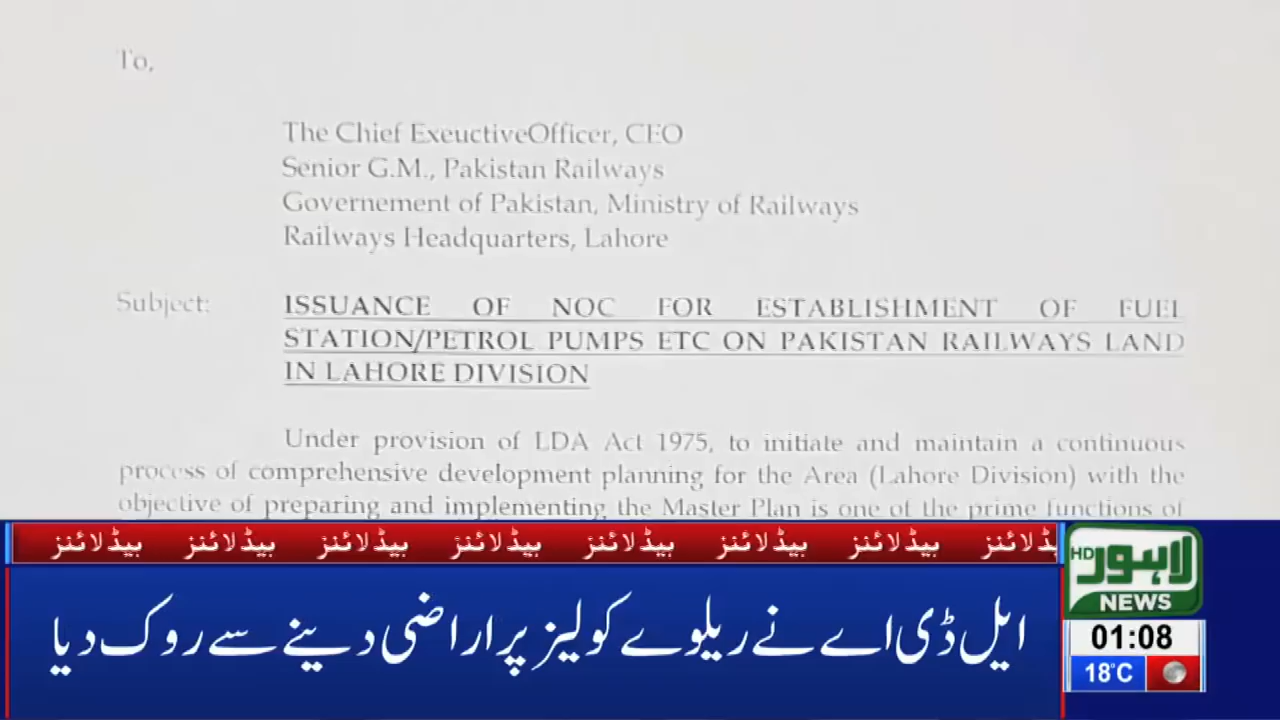 To,
The Chief ExeuctiveOfficer, CEO
Senior G.M., Pakistan Railways
Governement of Pakistan, Ministry of Railways
Railways Headquarters, Lahore
Subject: ISSUANCE OF NOC FOR ESTABLISHMENT OF FUEL
STATION/PETROL PUMPS ETC ON PAKISTAN RAILWAYS LAND
IN LAHORE DIVISION
Under provision of LDA Act 1975, to initiate and maintain a continuous
process of comprehensive development planning for the Area (Lahore Division) with the
objective of preparing and implementing the Master Plan is one of the prime functions of
ہیڈلائنز ہیڈلائنز ہیڈلائنز ہیڈلائنز ہیڈلائنز ہیڈلائنز ہیڈلائنز ہیڈلائنز
ایل ڈی اے نے ریلوے کو لیز پر اراضی دینے سے روک دیا
لاہور HD
NEWS
01:08
18°C